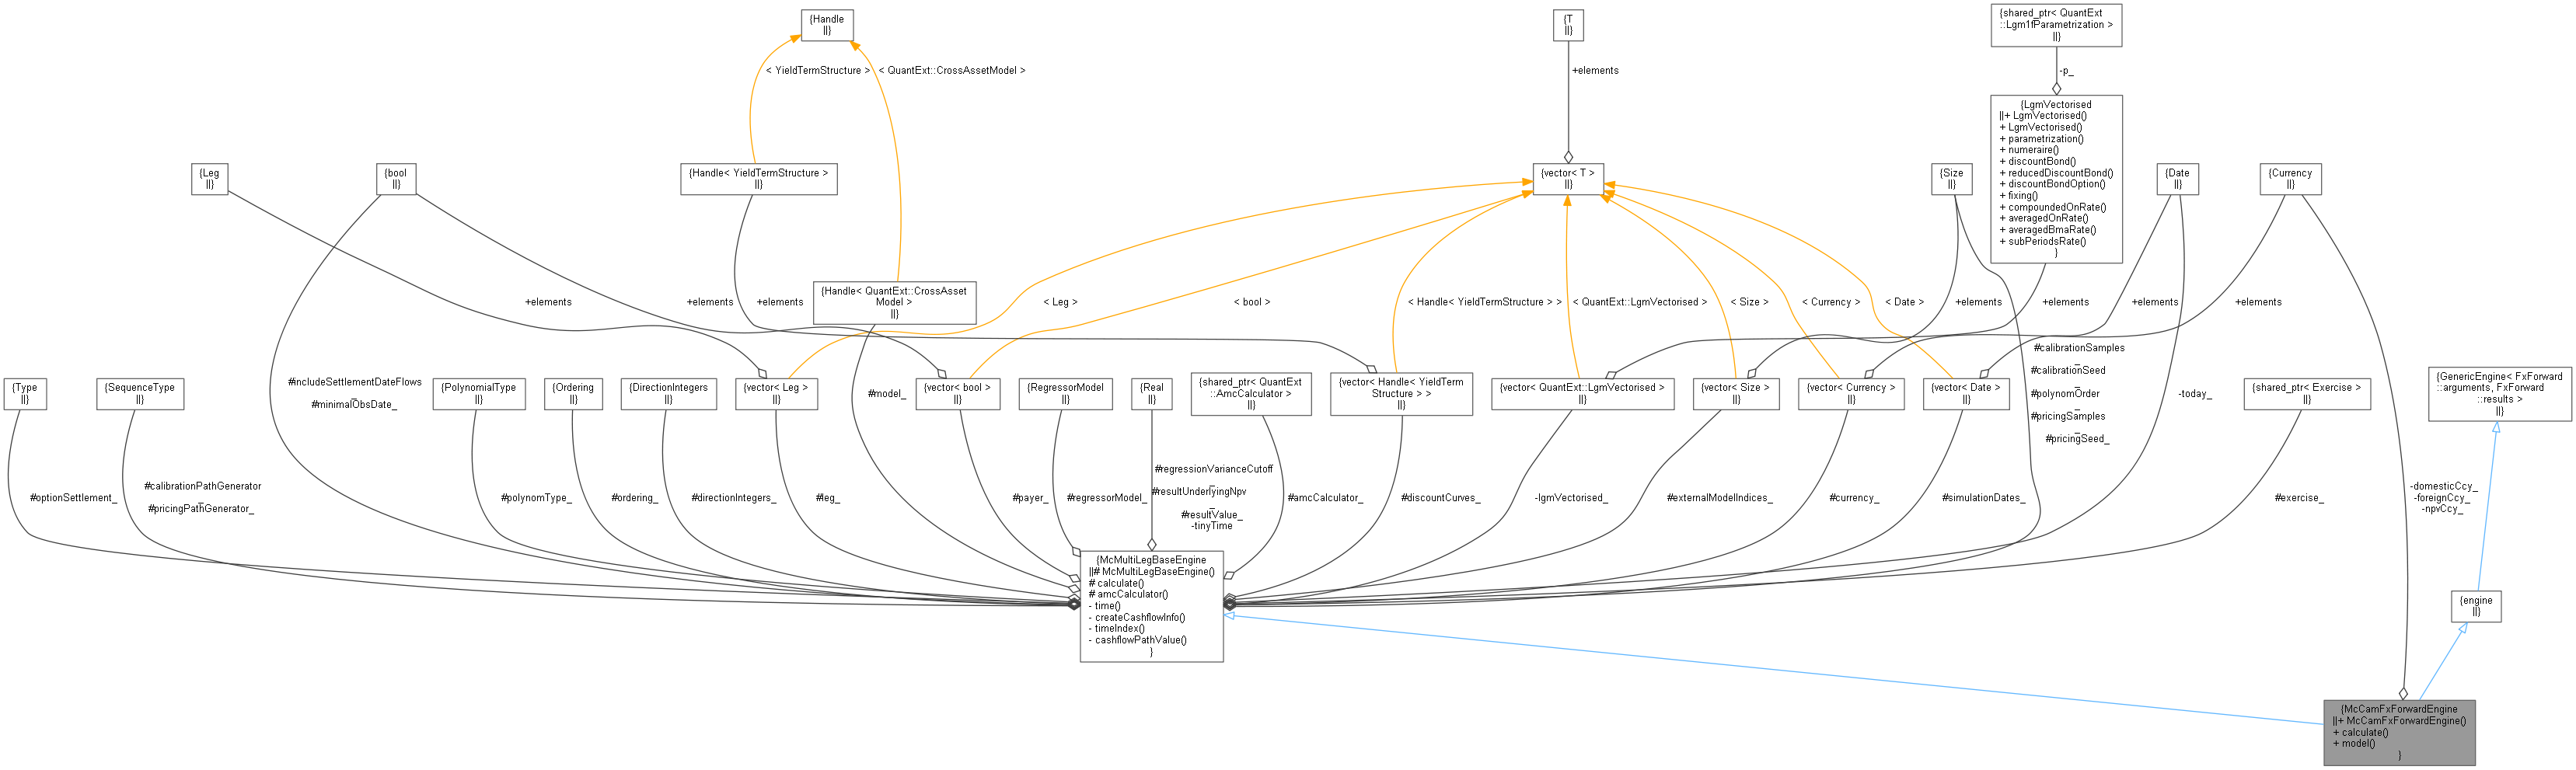 {Handle
||}
{T
||}
{shared_ptr< QuantExt
::Lgm1fParametrization >
||}
< YieldTermStructure >
< QuantExt::CrossAssetModel >
+elements
-p_
{LgmVectorised
||+ LgmVectorised()
+ LgmVectorised()
+ parametrization()
+ numeraire()
+ discountBond()
+ reducedDiscountBond()
+ discountBondOption()
+ fixing()
+ compoundedOnRate()
+ averagedOnRate()
+ averagedBmaRate()
+ subPeriodsRate()
}
{Leg
||}
{bool
||}
{Handle< YieldTermStructure >
||}
{vector< T >
||}
{Size
||}
{Date
||}
{Currency
||}
{Handle< QuantExt::CrossAsset
Model >
||}
+elements
+elements
+elements
< Leg >
< bool >
< Handle< YieldTermStructure > >
< QuantExt::LgmVectorised >
< Size >
< Currency >
< Date >
+elements
+elements
+elements
+elements
{Type
||}
{SequenceType
||}
#includeSettlementDateFlows
_
#minimalObsDate_
{PolynomialType
||}
{Ordering
||}
{DirectionIntegers
||}
{vector< Leg >
||}
#model_
{vector< bool >
||}
{RegressorModel
||}
{Real
||}
{shared_ptr< QuantExt
::AmcCalculator >
||}
{vector< Handle< YieldTerm
Structure > >
||}
{vector< QuantExt::LgmVectorised >
||}
{vector< Size >
||}
{vector< Currency >
||}
{vector< Date >
||}
#calibrationSamples
_
#calibrationSeed
_
#polynomOrder
_
#pricingSamples
_
#pricingSeed_
-today_
{shared_ptr< Exercise >
||}
{GenericEngine< FxForward
::arguments, FxForward
::results >
||}
#optionSettlement_
#calibrationPathGenerator
_
#pricingPathGenerator_
#polynomType_
#ordering_
#directionIntegers_
#leg_
#payer_
#regressorModel_
#regressionVarianceCutoff
_
#resultUnderlyingNpv
_
#resultValue_
-tinyTime
#amcCalculator_
#discountCurves_
-lgmVectorised_
#externalModelIndices_
#currency_
#simulationDates_
#exercise_
-domesticCcy_
-foreignCcy_
-npvCcy_
{McMultiLegBaseEngine
||# McMultiLegBaseEngine()
# calculate()
# amcCalculator()
- time()
- createCashflowInfo()
- timeIndex()
- cashflowPathValue()
}
{engine
||}
{McCamFxForwardEngine
||+ McCamFxForwardEngine()
+ calculate()
+ model()
}